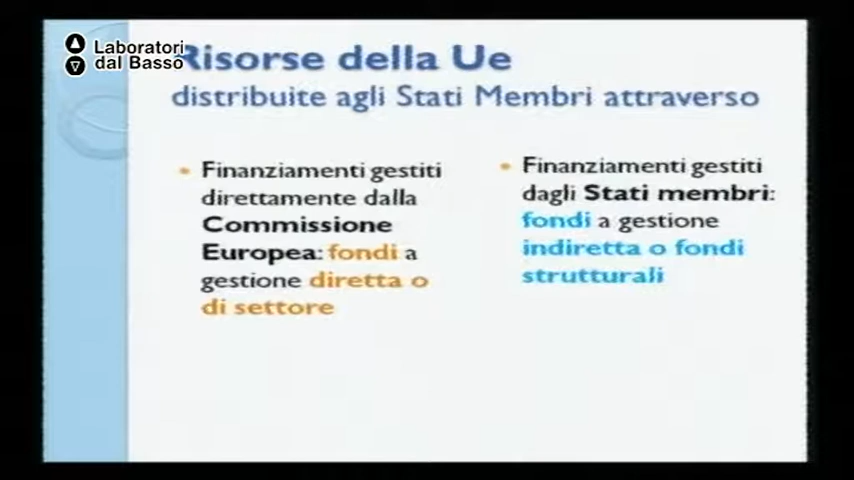 Laboratori
dal Basso
Risorse della Ue
distribuite agli Stati Membri attraverso
Finanziamenti gestiti
direttamente dalla
Commissione
Europea: fondi a
gestione diretta o
di settore
Finanziamenti gestiti
dagli Stati membri:
fondi a gestione
indiretta o fondi
strutturali